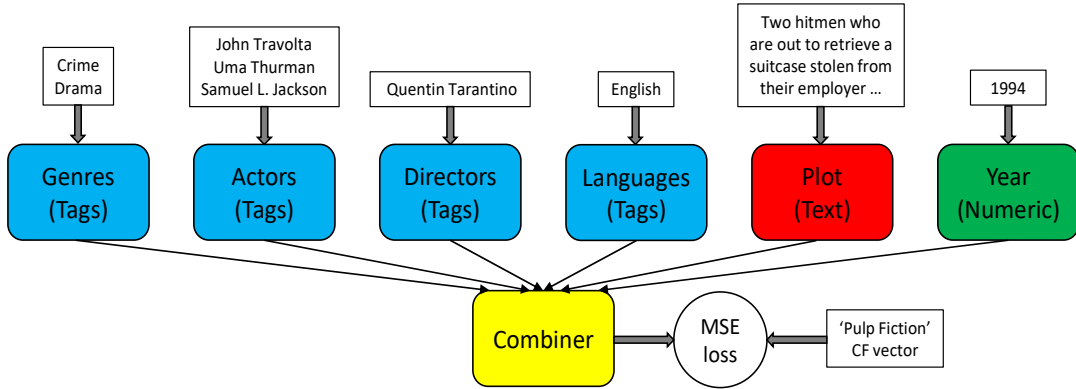 Crime
Drama
John Travolta
Uma Thurman
Samuel L. Jackson
Quentin Tarantino
English
Two hitmen who
are out to retrieve a
suitcase stolen from
their employer ...
1994
Genres
(Tags)
Actors
(Tags)
Directors
(Tags)
Languages
(Tags)
Plot
(Text)
Year
(Numeric)
Combiner
MSE
loss
‘Pulp Fiction’
CF vector